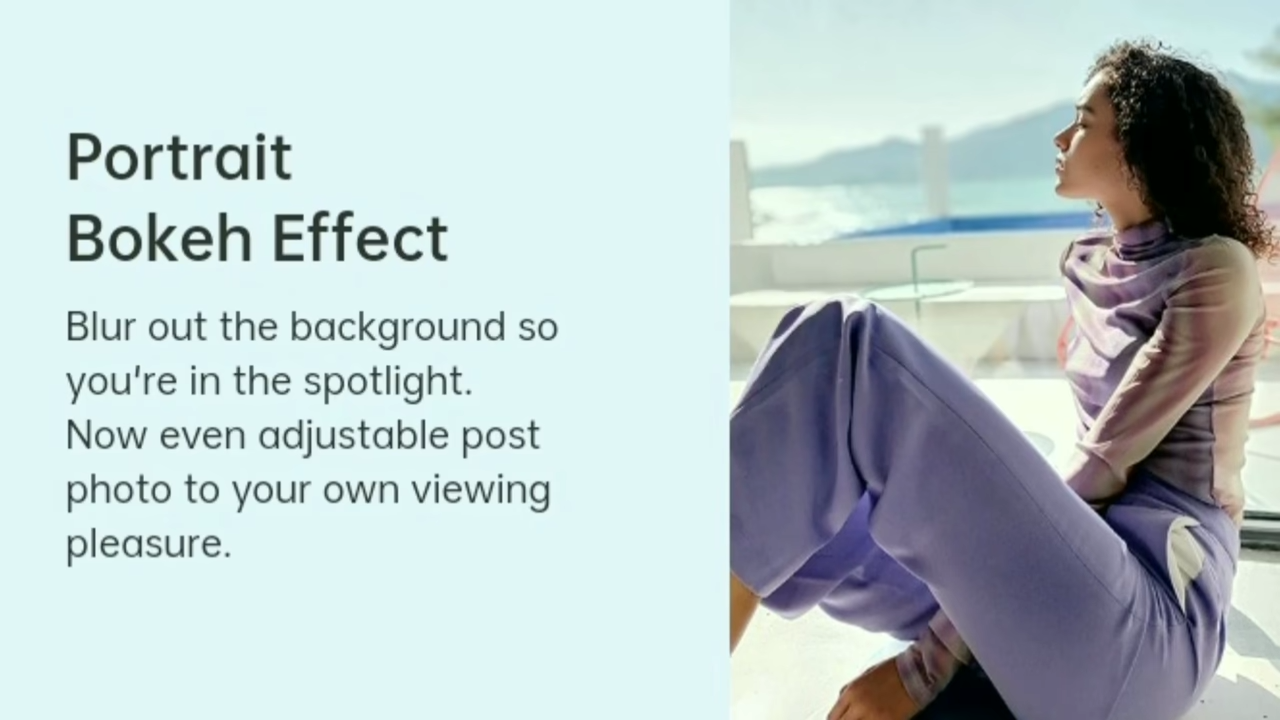 Portrait
Bokeh Effect
Blur out the background so
you're in the spotlight.
Now even adjustable post
photo to your own viewing
pleasure.